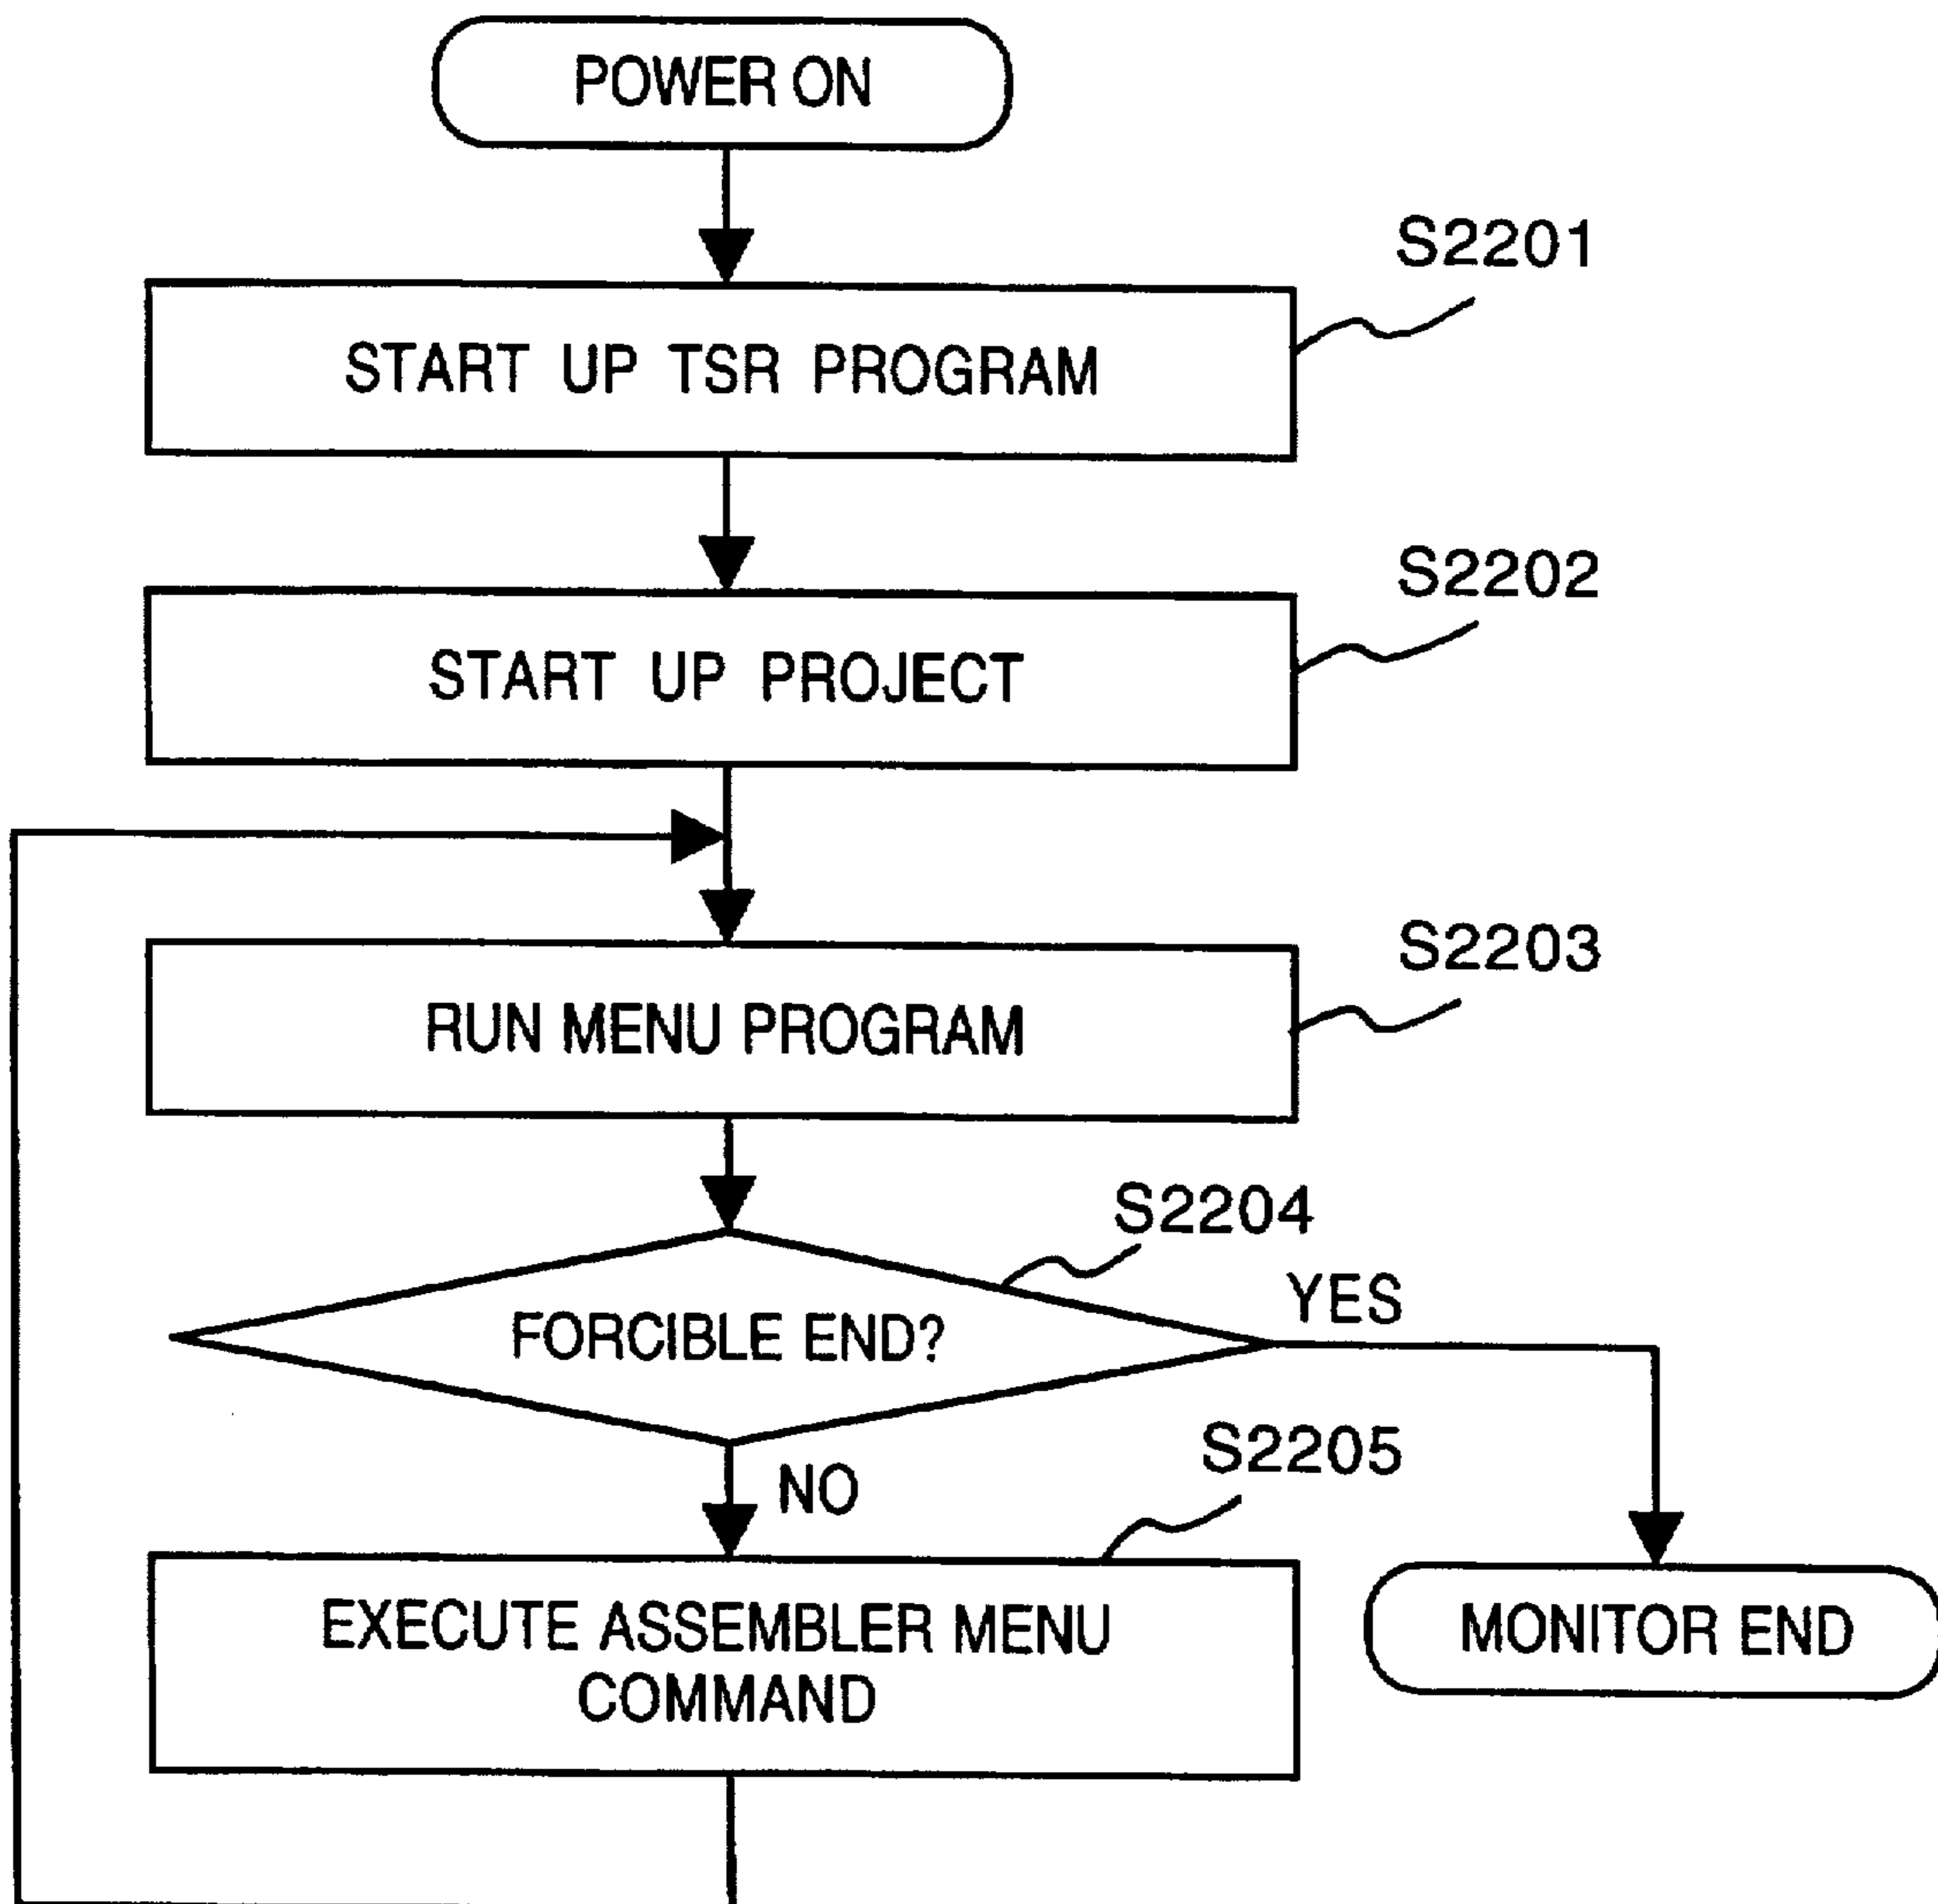 POWER ON
S2201
START UP TSR PROGRAM
S2202
START UP PROJECT
S2203
RUN MENU PROGRAM
S2204
FORCIBLE END?
YES
NO
S2205
EXECUTE ASSEMBLER MENU
COMMAND
MONITOR END